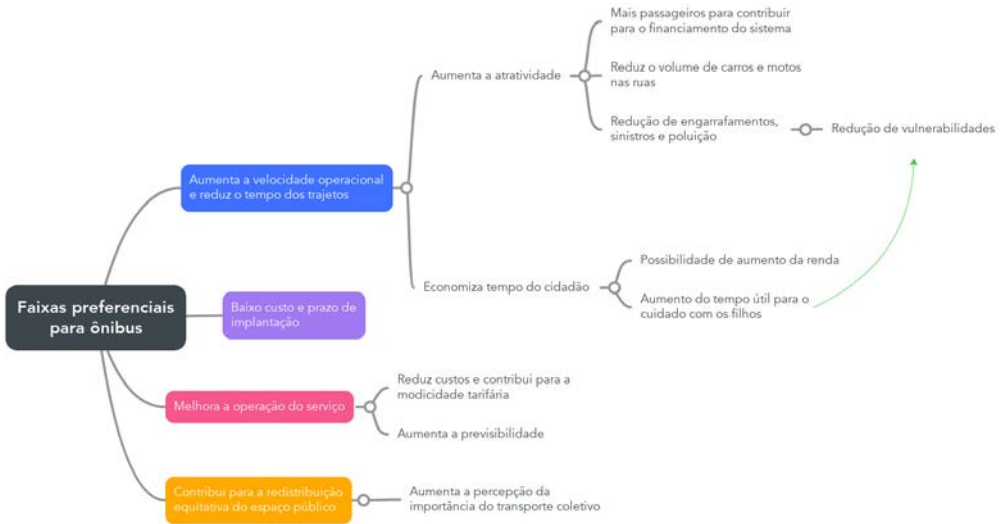 Faixas preferenciais
para ônibus
Aumenta a velocidade operacional
e reduz o tempo dos trajetos
Aumenta a atratividade
Mais passageiros para contribuir
para o financiamento do sistema
Reduz o volume de carros e motos
nas ruas
Redução de engarrafamentos,
sinistros e poluição
Redução de vulnerabilidades
Economiza tempo do cidadão
Possibilidade de aumento da renda
Aumento do tempo útil para o
cuidado com os filhos
Baixo custo e prazo de
implantação
Melhora a operação do serviço
Reduz custos e contribui para a
modicidade tarifária
Aumenta a previsibilidade
Contribui para a redistribuição
equitativa do espaço público
Aumenta a percepção da
importância do transporte coletivo